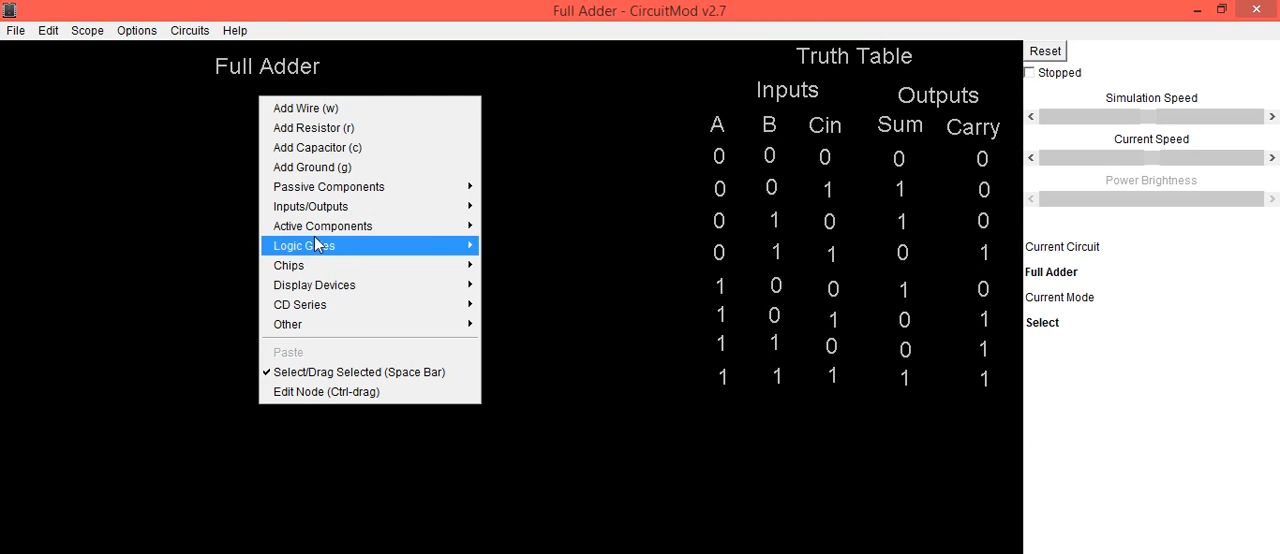 Full Adder - CircuitMod v2.7
File Edit Scope Options Circuits Help
Full Adder
Add Wire (w)
Add Resistor (r)
Add Capacitor (c)
Add Ground (g)
Passive Components
Inputs/Outputs
Active Components
Logic Gates
Chips
Display Devices
CD Series
Other
Paste
Select/Drag Selected (Space Bar)
Edit Node (Ctrl-drag)
Truth Table
Inputs Outputs
A B Cin Sum Carry
0 0 0 0 0
0 0 1 1 0
0 1 0 1 0
0 1 1 0 1
1 0 0 1 0
1 0 1 0 1
1 1 0 0 1
1 1 1 1 1
Reset
Stopped
Simulation Speed
Current Speed
Power Brightness
Current Circuit
Full Adder
Current Mode
Select